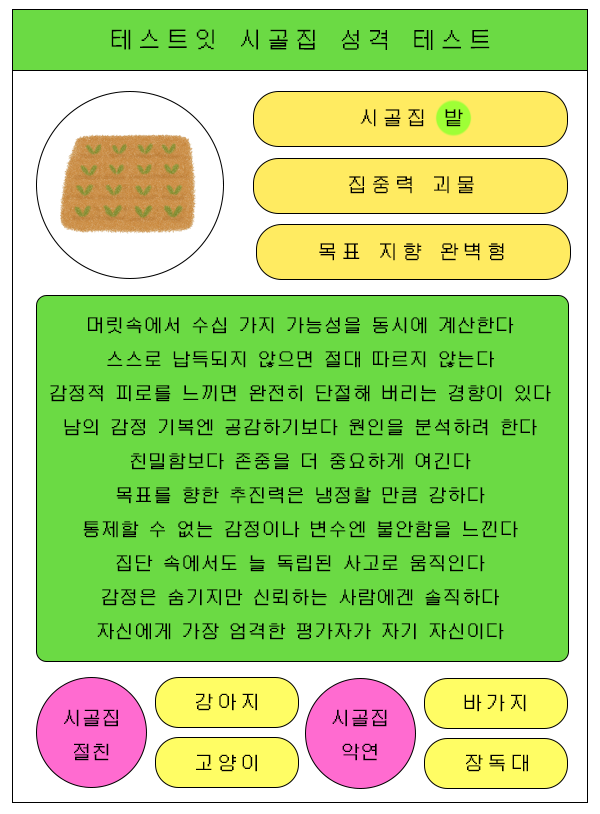 테스트잇 시골집 성격 테스트
시골집 밭
집중력 괴물
목표 지향 완벽형
머릿속에서 수십 가지 가능성을 동시에 계산한다
스스로 납득되지 않으면 절대 따르지 않는다
감정적 피로를 느끼면 완전히 단절해 버리는 경향이 있다
남의 감정 기복엔 공감하기보다 원인을 분석하려 한다
친밀함보다 존중을 더 중요하게 여긴다
목표를 향한 추진력은 냉정할 만큼 강하다
통제할 수 없는 감정이나 변수엔 불안함을 느낀다
집단 속에서도 늘 독립된 사고로 움직인다
감정은 숨기지만 신뢰하는 사람에겐 솔직하다
자신에게 가장 엄격한 평가자가 자기 자신이다
시골집
절친
강아지
고양이
시골집
악연
바가지
장독대